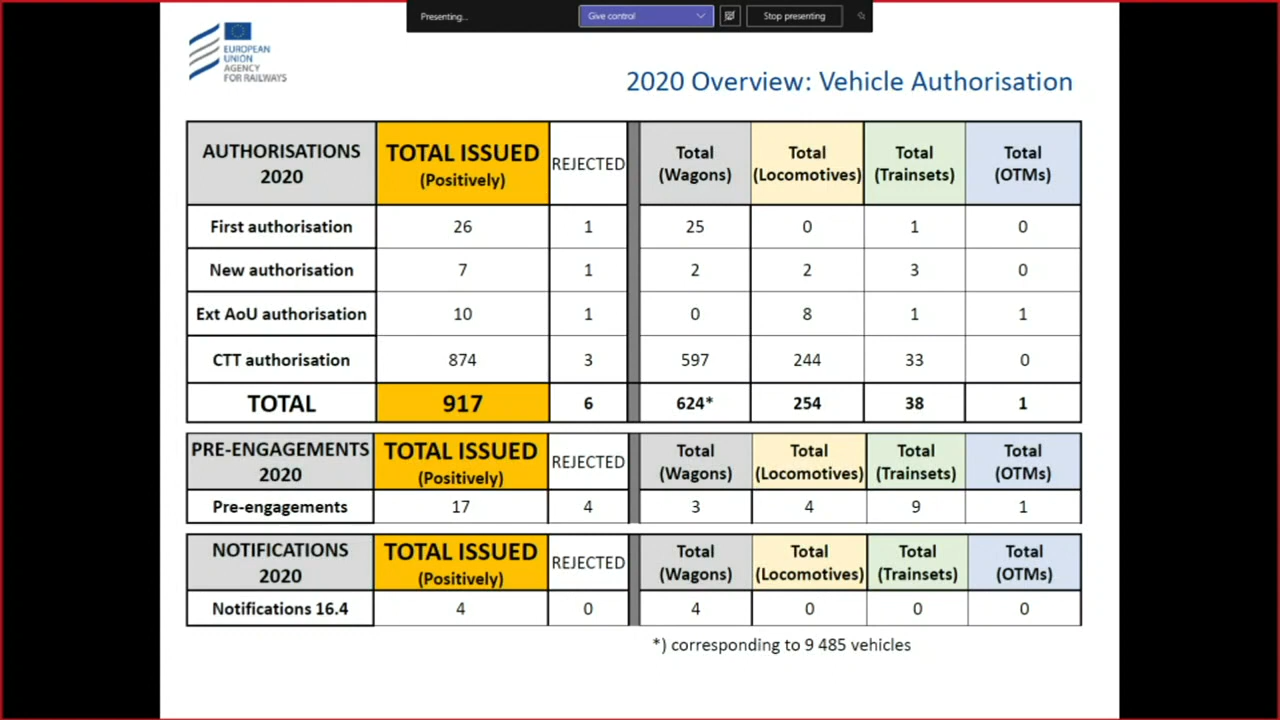 Presenting...
Give control
Stop presenting
EUROPEAN
UNION
AGENCY
FOR RAILWAYS
2020 Overview: Vehicle Authorisation
AUTHORISATIONS 2020 TOTAL ISSUED (Positively) REJECTED Total (Wagons) Total (Locomotives) Total (Trainsets) Total (OTMs)
First authorisation 26 1 25 0 1 0
New authorisation 7 1 2 2 3 0
Ext AoU authorisation 10 1 0 8 1 1
CTT authorisation 874 3 597 244 33 0
TOTAL 917 6 624* 254 38 1
PRE-ENGAGEMENTS 2020 TOTAL ISSUED (Positively) REJECTED Total (Wagons) Total (Locomotives) Total (Trainsets) Total (OTMs)
Pre-engagements 17 4 3 4 9 1
NOTIFICATIONS 2020 TOTAL ISSUED (Positively) REJECTED Total (Wagons) Total (Locomotives) Total (Trainsets) Total (OTMs)
Notifications 16.4 4 0 4 0 0 0
*) corresponding to 9 485 vehicles